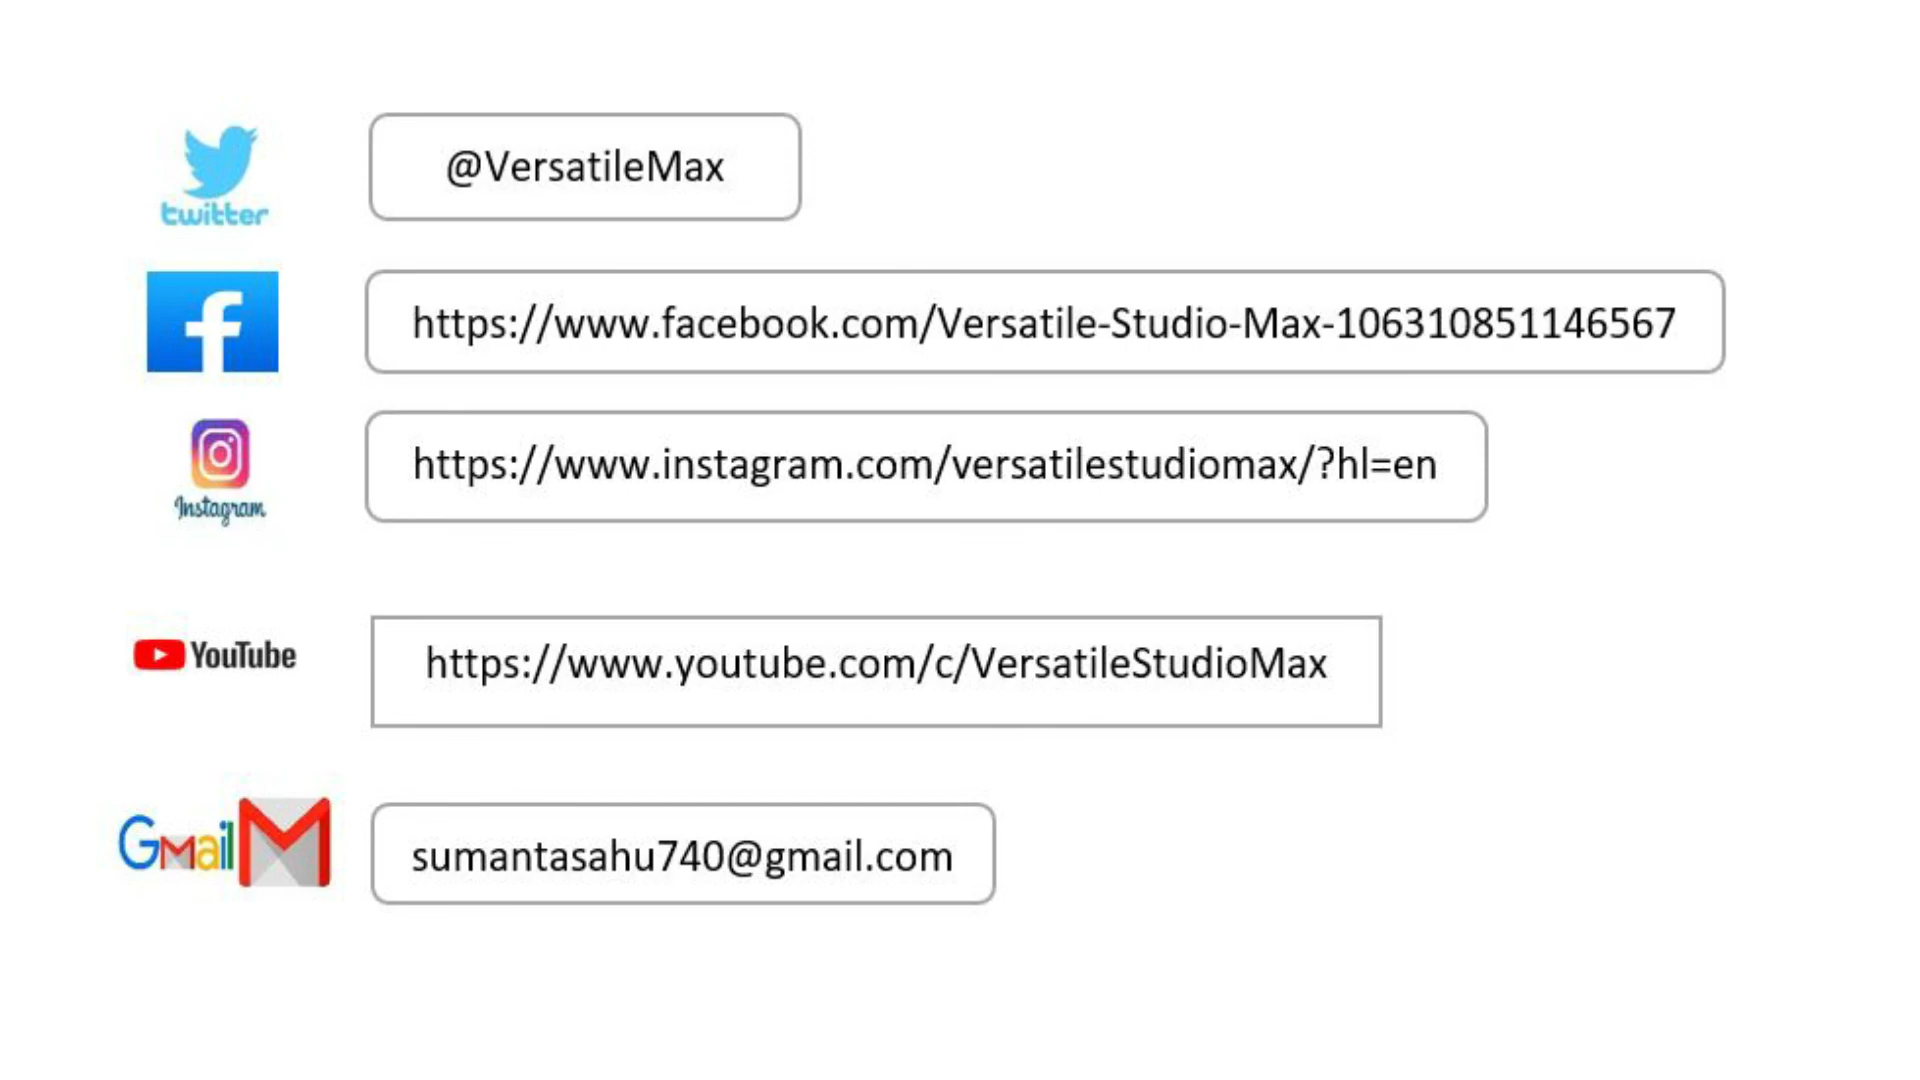 twitter
@VersatileMax
https://www.facebook.com/Versatile-Studio-Max-106310851146567
Instagram
https://www.instagram.com/versatilestudiomax/?hl=en
YouTube
https://www.youtube.com/c/VersatileStudioMax
Gmail
sumantasahu740@gmail.com